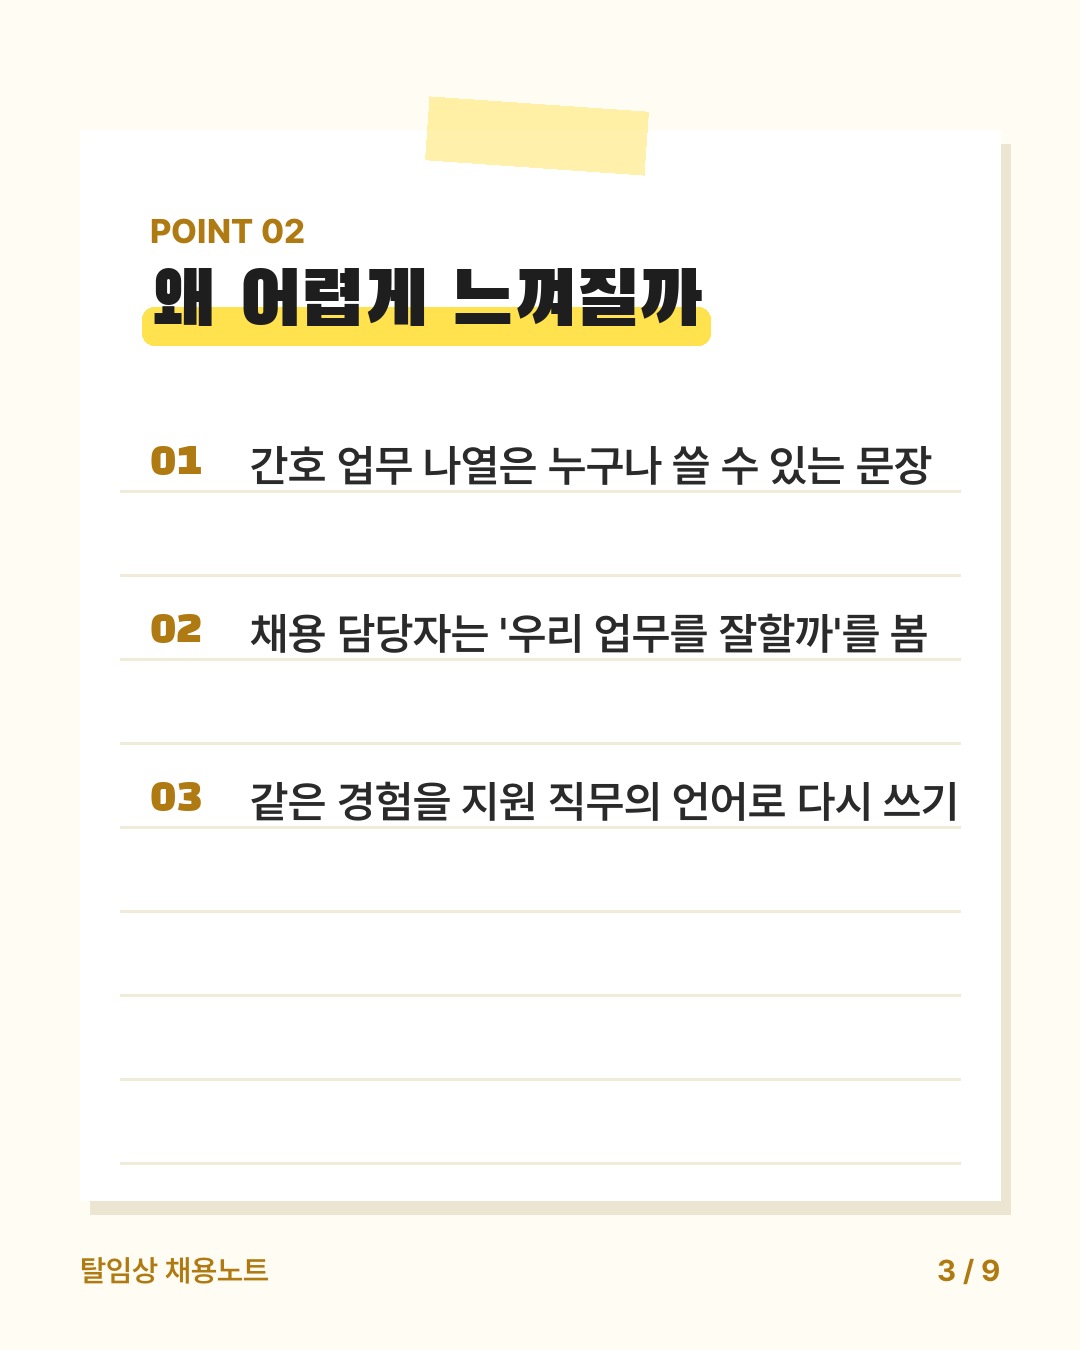 POINT 02
왜 어렵게 느껴질까
01 간호 업무 나열은 누구나 쓸 수 있는 문장
02 채용 담당자는 '우리 업무를 잘할까'를 봄
03 같은 경험을 지원 직무의 언어로 다시 쓰기
탈임상 채용노트
3 / 9